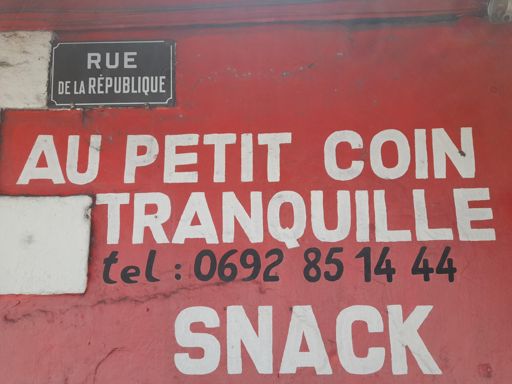 RUE
DE LA RÉPUBLIQUE
AU PETIT COIN
TRANQUILLE
tel : 0692 85 14 44
SNACK